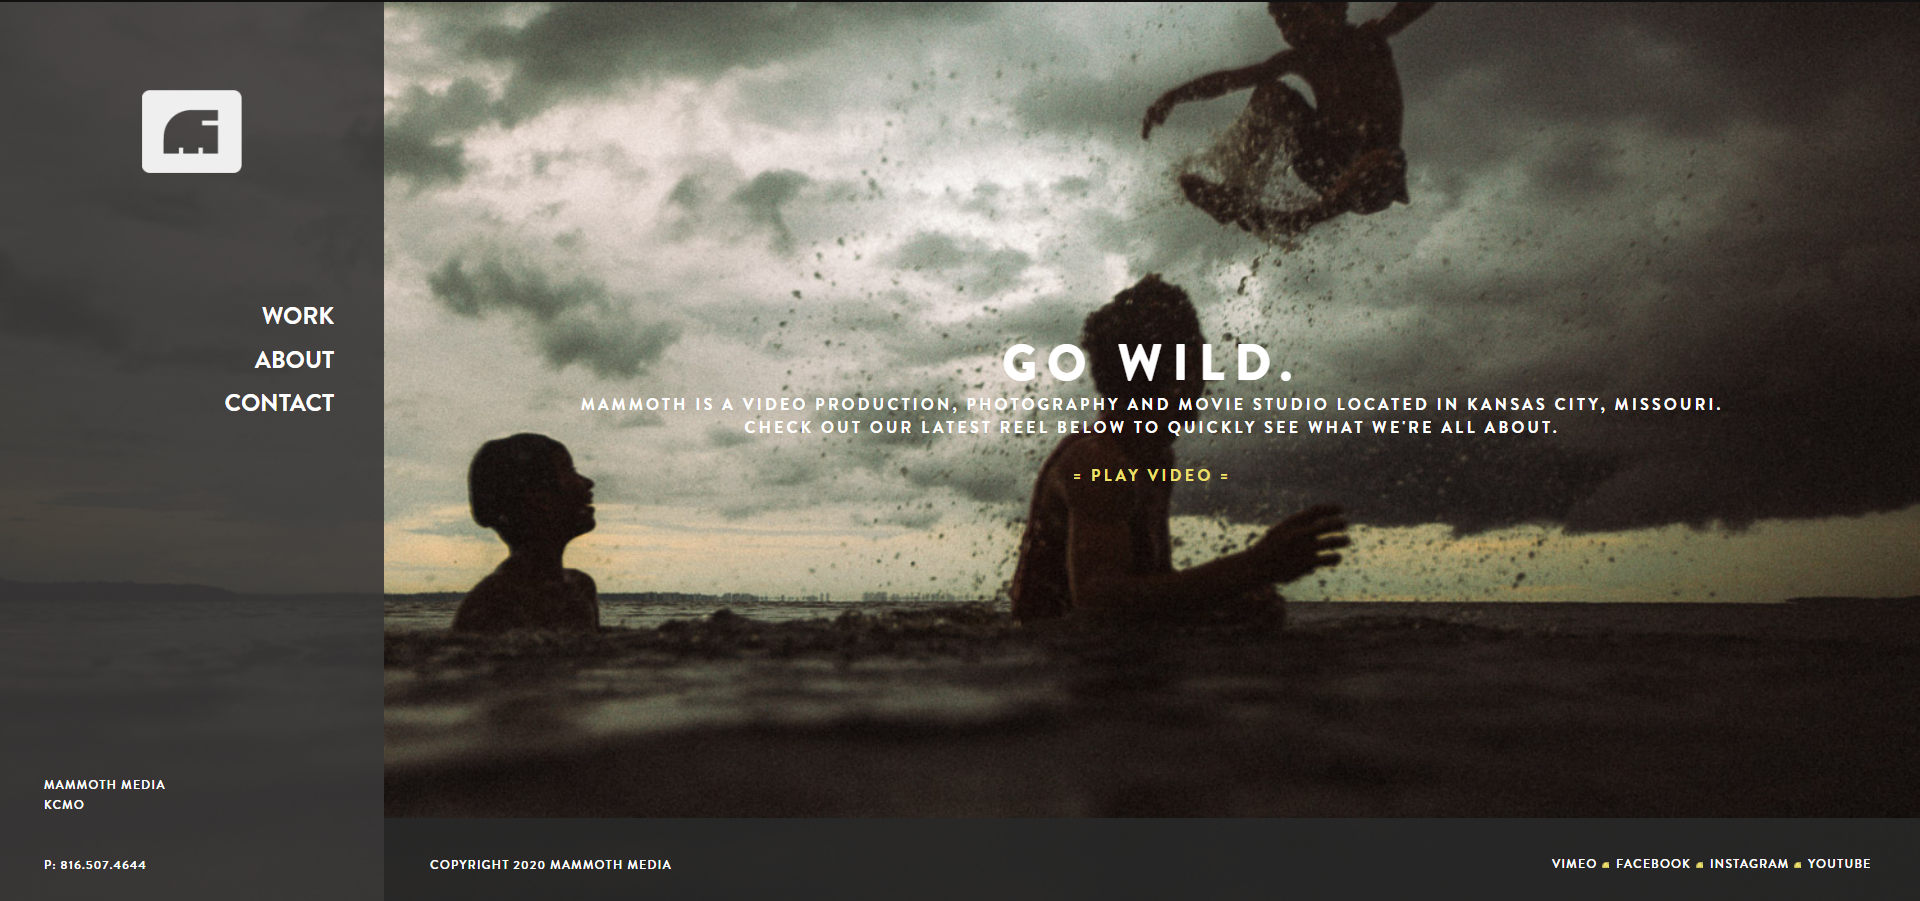 WORK
ABOUT
CONTACT
GO WILD.
MAMMOTH IS A VIDEO PRODUCTION, PHOTOGRAPHY AND MOVIE STUDIO LOCATED IN KANSAS CITY, MISSOURI.
CHECK OUT OUR LATEST REEL BELOW TO QUICKLY SEE WHAT WE'RE ALL ABOUT.
= PLAY VIDEO =
MAMMOTH MEDIA
KCMO
P: 816.507.4644
COPYRIGHT 2020 MAMMOTH MEDIA
VIMEO FACEBOOK INSTAGRAM YOUTUBE